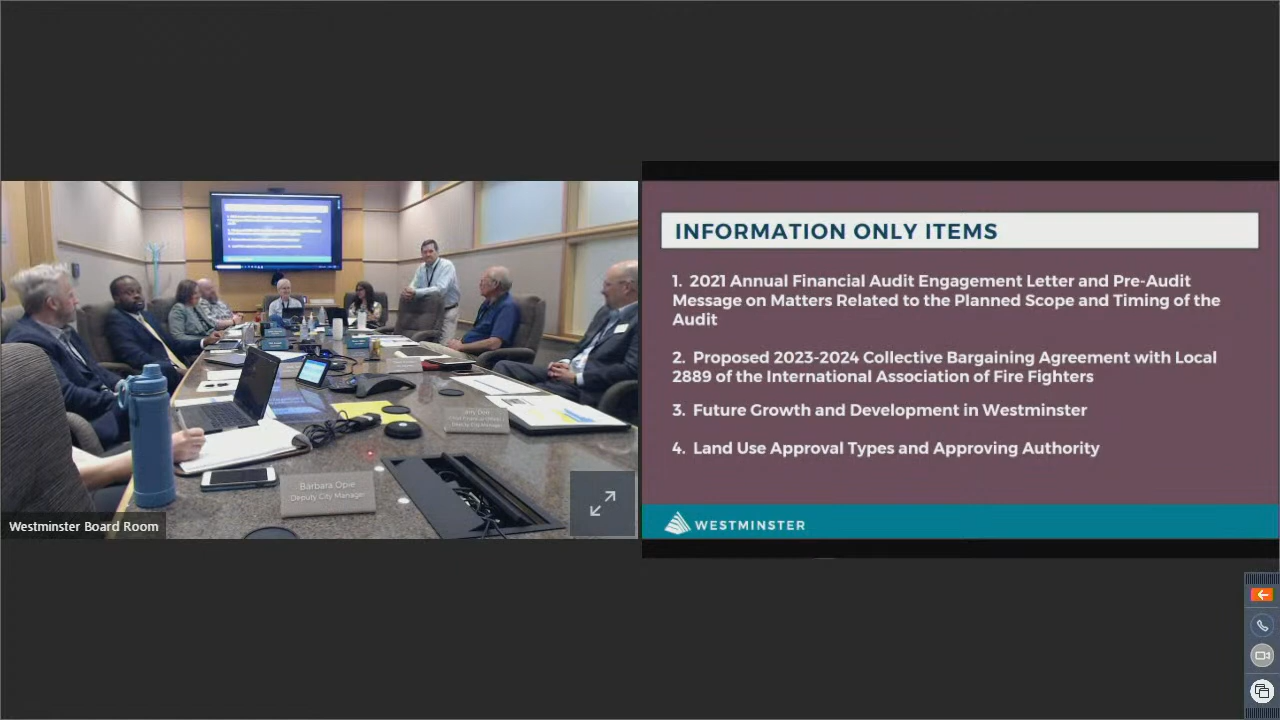 INFORMATION ONLY ITEMS
1. 2021 Annual Financial Audit Engagement Letter and Pre-Audit
Message on Matters Related to the Planned Scope and Timing of the
Audit
2. Proposed 2023-2024 Collective Bargaining Agreement with Local
2889 of the International Association of Fire Fighters
3. Future Growth and Development in Westminster
4. Land Use Approval Types and Approving Authority
WESTMINSTER
Barbara Opie
Deputy City Manager
Deputy City Manager
Westminster Board Room